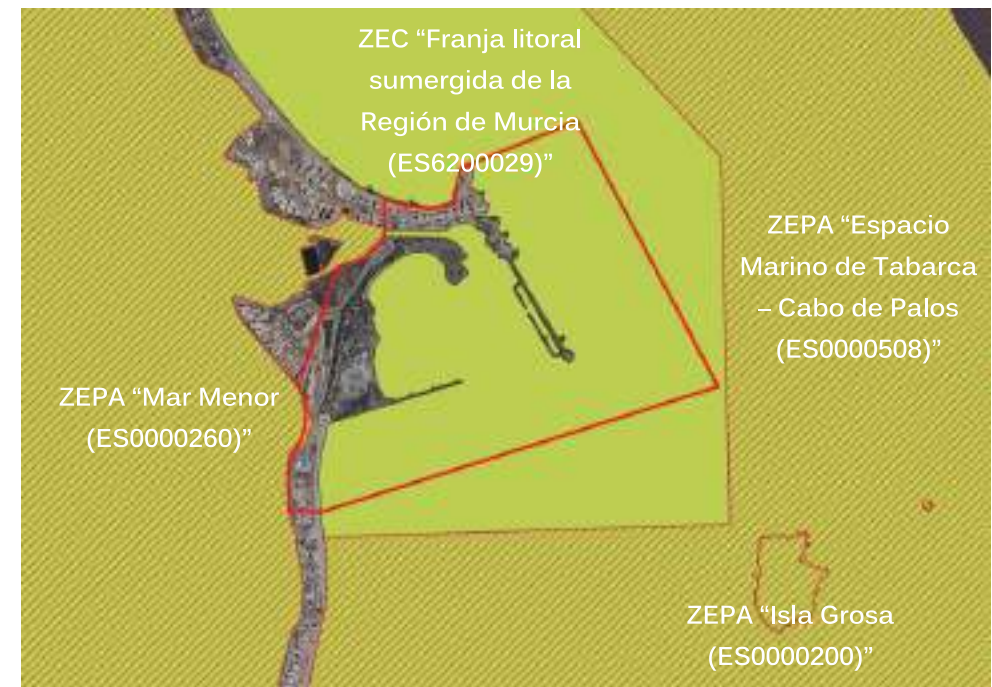 ZEC “Franja litoral
sumergida de la
Región de Murcia
(ES6200029)”
ZEPA “Espacio
Marino de Tabarca
– Cabo de Palos
(ES0000508)”
ZEPA “Mar Menor
(ES0000260)”
ZEPA “Isla Grosa
(ES0000200)”